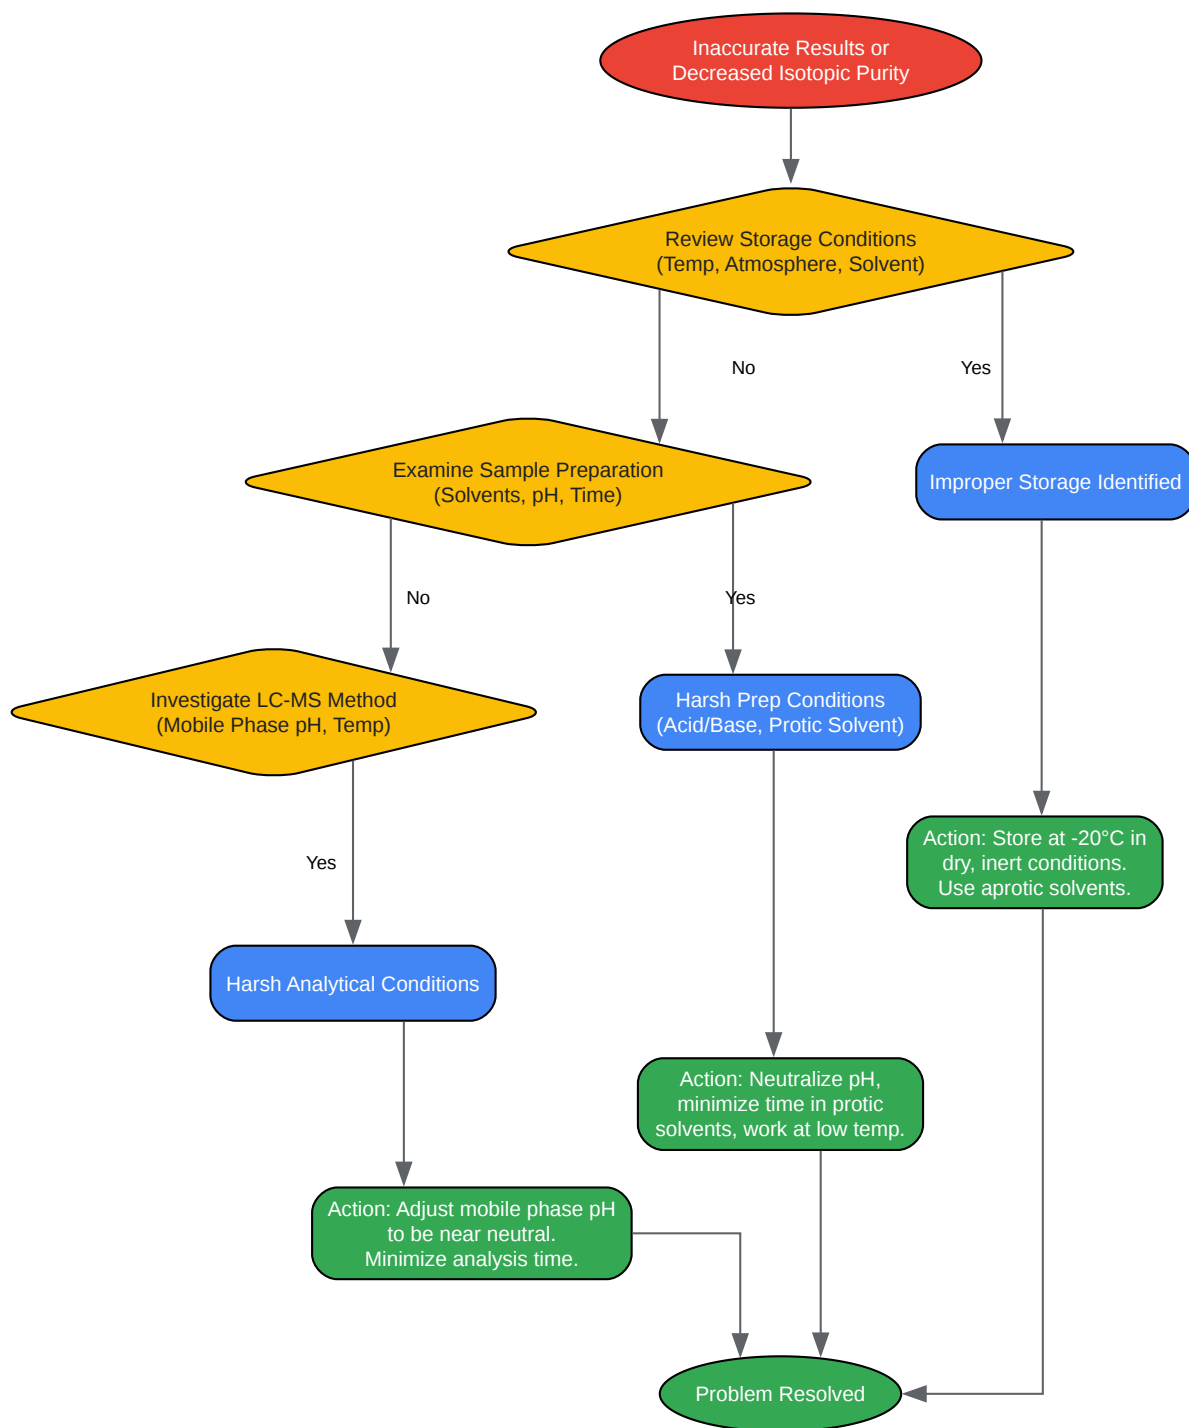 Inaccurate Results or
Decreased Isotopic Purity
Review Storage Conditions
(Temp, Atmosphere, Solvent)
No
Yes
Examine Sample Preparation
(Solvents, pH, Time)
Improper Storage Identified
No
Yes
Investigate LC-MS Method
(Mobile Phase pH, Temp)
Harsh Prep Conditions
(Acid/Base, Protic Solvent)
Yes
Action: Store at -20°C in
dry, inert conditions.
Use aprotic solvents.
Harsh Analytical Conditions
Action: Neutralize pH,
minimize time in protic
solvents, work at low temp.
Action: Adjust mobile phase pH
to be near neutral.
Minimize analysis time.
Problem Resolved